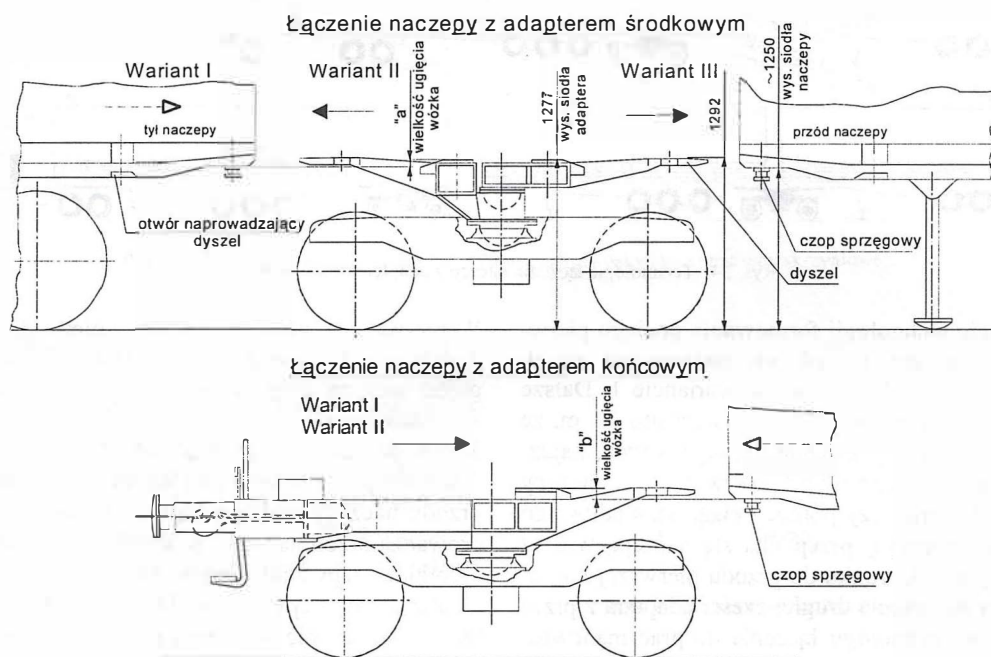 Łączenie naczepy z adapterem środkowym
Wariant I
Wariant II
Wariant III
tył naczepy
"a"
wielkość ugięcia
wózka
1277
wys. siodła
adaptera
1292
~1250
wys. siodła
naczepy
przód naczepy
otwór naprowadzający
dyszel
czop sprzęgowy
dyszel
Łączenie naczepy z adapterem końcowym
Wariant I
Wariant II
"b"
wielkość ugięcia
wózka
czop sprzęgowy